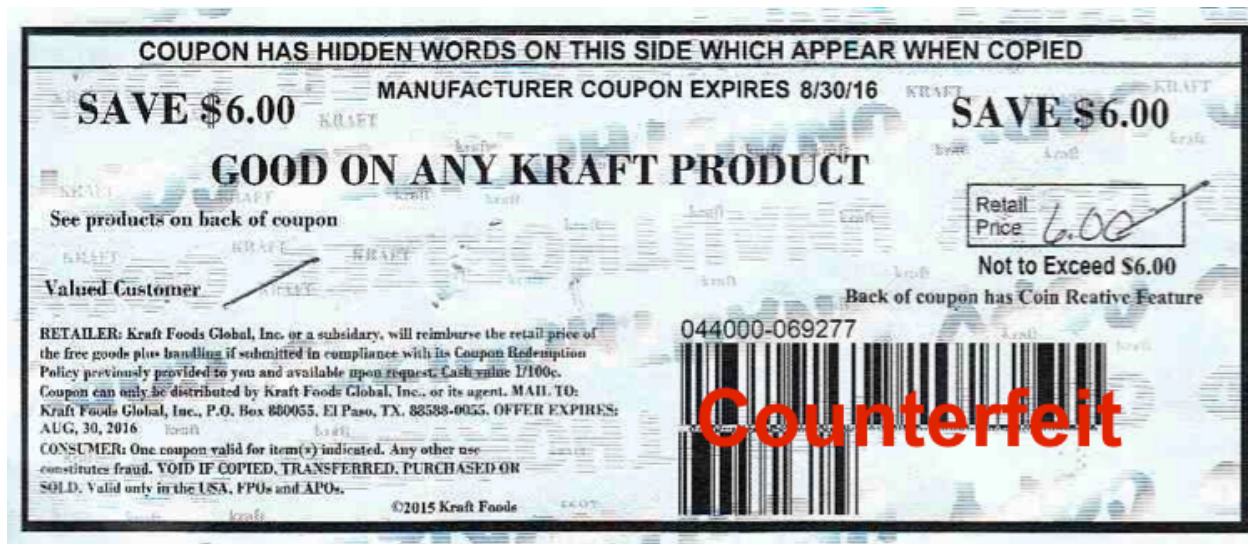 COUPON HAS HIDDEN WORDS ON THIS SIDE WHICH APPEAR WHEN COPIED
MANUFACTURER COUPON EXPIRES 8/30/16
SAVE $6.00
SAVE $6.00
GOOD ON ANY KRAFT PRODUCT
See products on back of coupon
Retail
Price 6.00
Not to Exceed $6.00
Valued Customer
Back of coupon has Coin Reative Feature
RETAILER: Kraft Foods Global, Inc. or a subsidary, will reimburse the retail price of
the free goods plus handling if submitted in compliance with its Coupon Redemption
Policy previously provided to you and available upon request. Cash value 1/100c.
Coupon can only be distributed by Kraft Foods Global, Inc., or its agent. MAIL TO:
Kraft Foods Global, Inc., P.O. Box 880055, El Paso, TX. 88588-0055. OFFER EXPIRES:
AUG, 30, 2016
CONSUMER: One coupon valid for item(s) indicated. Any other use
constitutes fraud. VOID IF COPIED, TRANSFERRED, PURCHASED OR
SOLD. Valid only in the USA, FPOs and APOs.
©2015 Kraft Foods
044000-069277
Counterfeit